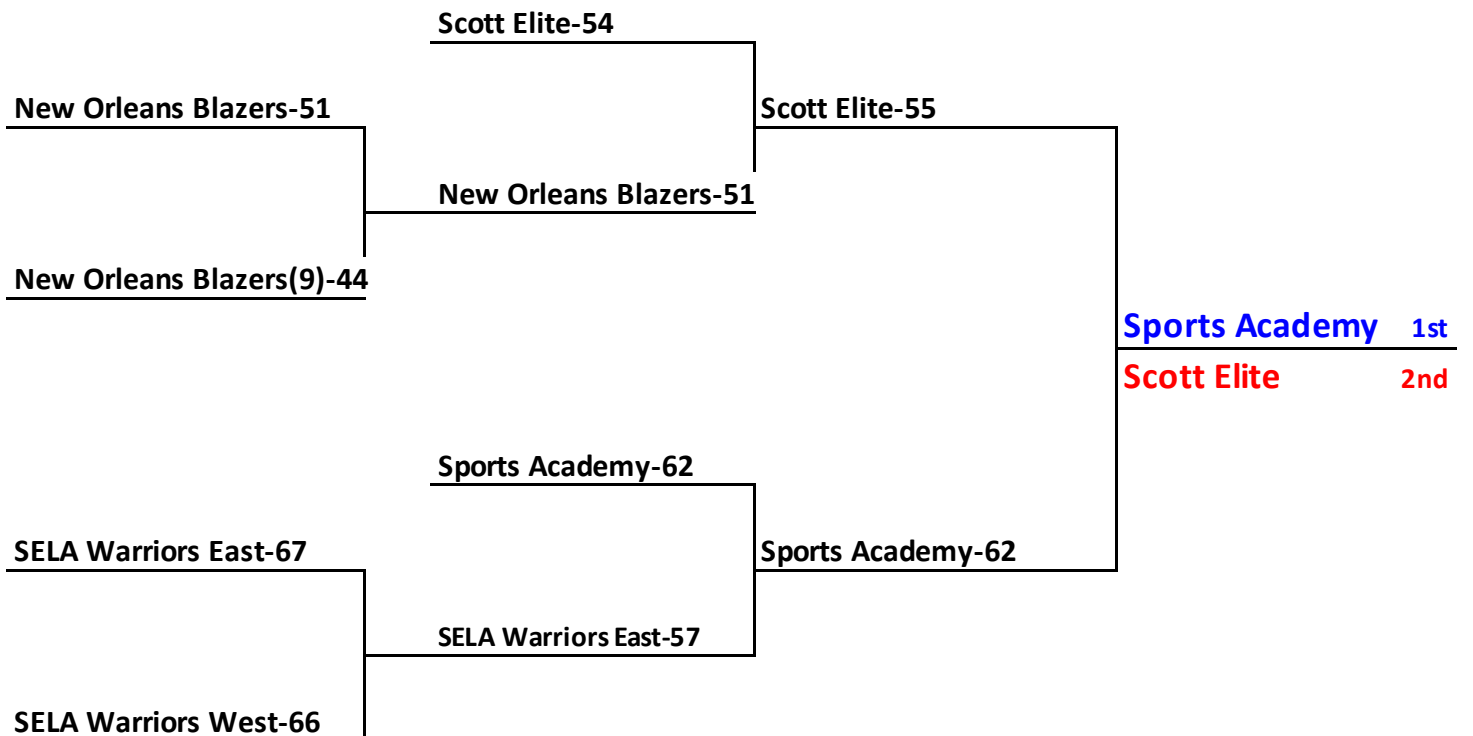 Scott Elite-54
New Orleans Blazers-51
Scott Elite-55
New Orleans Blazers-51
New Orleans Blazers(9)-44
Sports Academy 1st
Scott Elite 2nd
Sports Academy-62
SELA Warriors East-67
Sports Academy-62
SELA Warriors East-57
SELA Warriors West-66